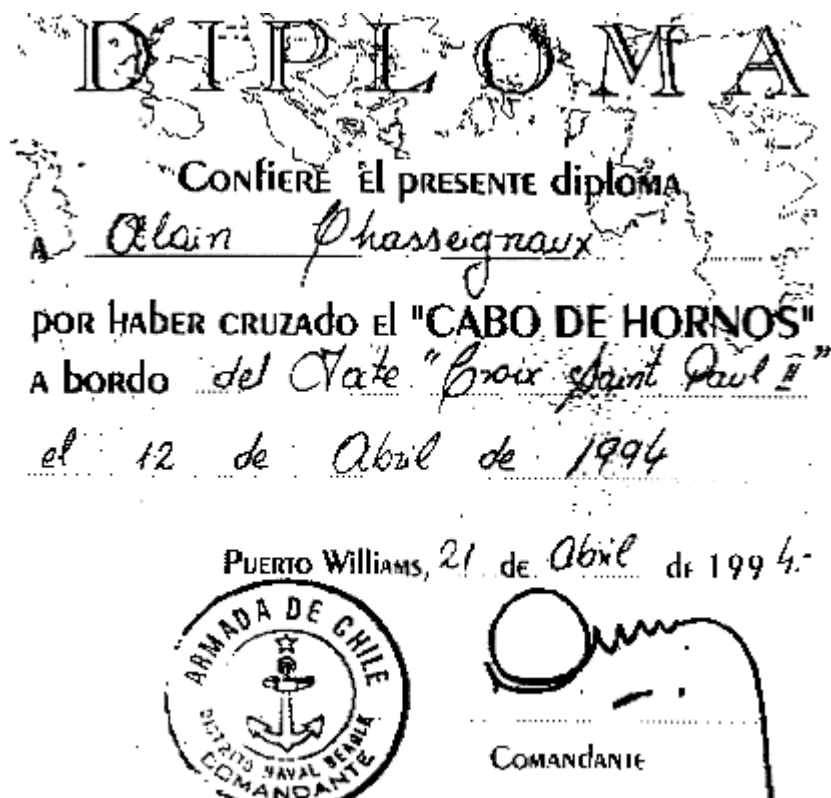 DIPLOMA
Confiere el presente diploma
A Alain Chasseignaux
por haber cruzado el "CABO DE HORNOS"
A bordo del Yate "Croix Saint Paul II"
el 12 de Abril de 1994
Puerto Williams, 21 de Abril de 1994.-
ARMADA DE CHILE
DISTRITO NAVAL BEAGLE
COMANDANTE
Comandante